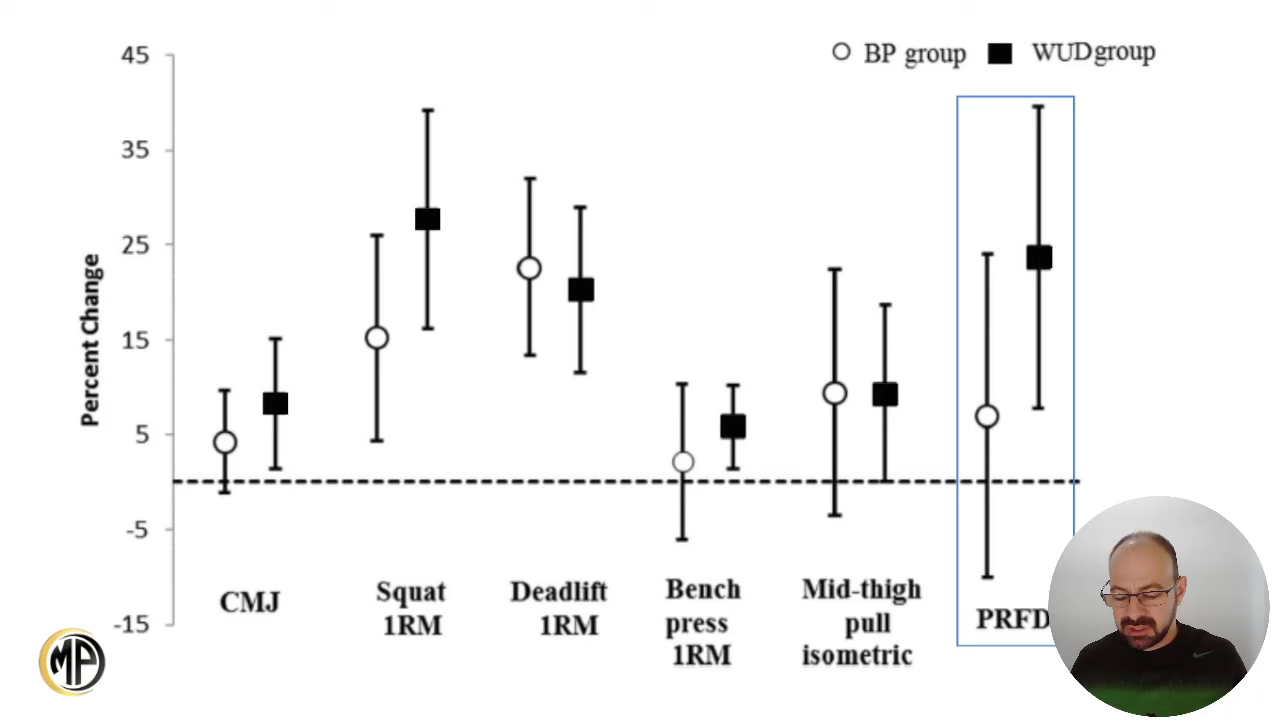 BP group WUDgroup
45
35
25
15
5
-5
-15
Percent Change
CMJ
Squat
1RM
Deadlift
1RM
Bench
press
1RM
Mid-thigh
pull
isometric
PRFD
MP